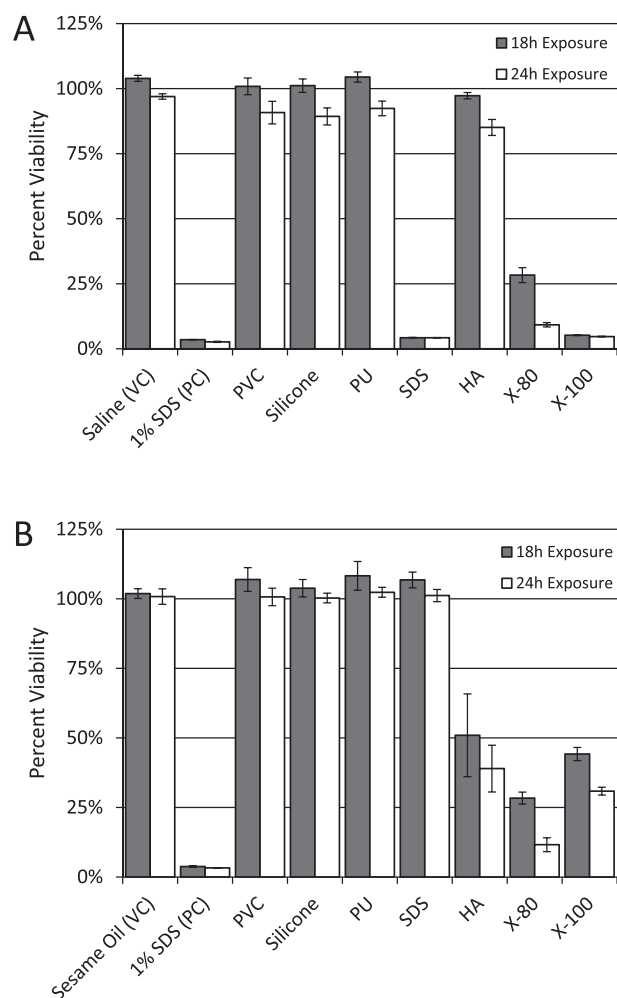 A
125%
100%
75%
50%
25%
0%
Percent Viability
18h Exposure
24h Exposure
Saline (VC)
1% SDS (PC)
PVC
Silicone
PU
SDS
HA
X-80
X-100
B
125%
100%
75%
50%
25%
0%
Percent Viability
18h Exposure
24h Exposure
Sesame Oil (VC)
1% SDS (PC)
PVC
Silicone
PU
SDS
HA
X-80
X-100